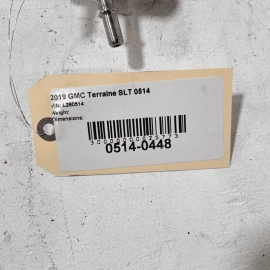 2019 GMC Terraine SLT 0514
VIN: L260514
Weight:
Dimensions:
0514-0448